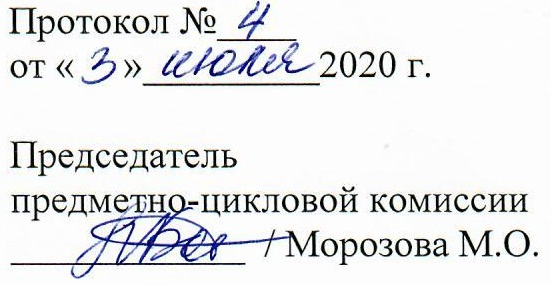 Протокол № 4
от « 3 » июля 2020 г.
Председатель
предметно-цикловой комиссии
/ Морозова М.О.